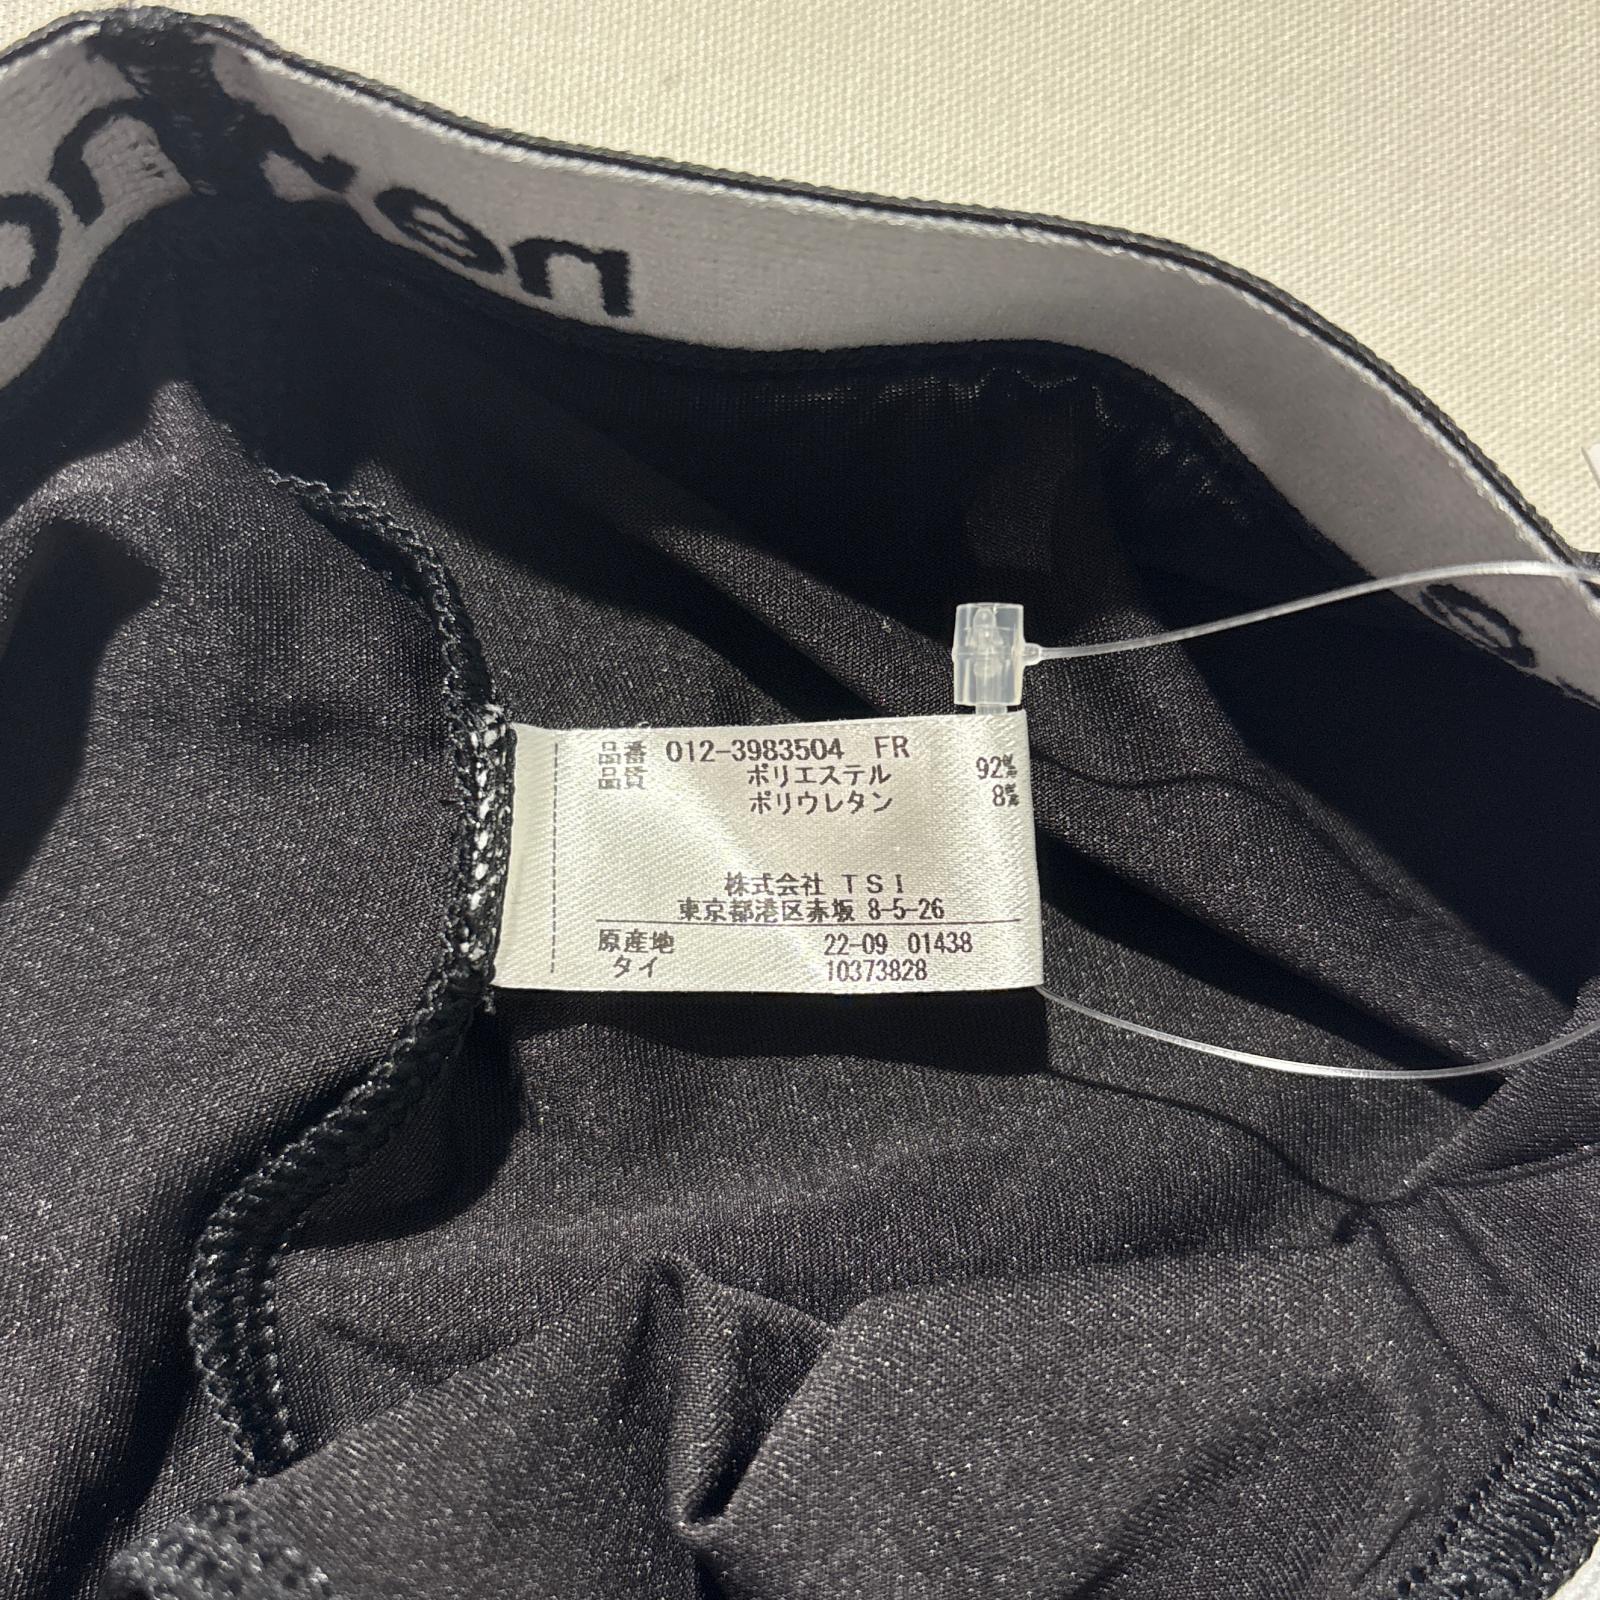 品番 012-3983504 FR
品質 ポリエステル 92%
ポリウレタン 8%
株式会社 TSI
東京都港区赤坂 8-5-26
原産地 22-09 01438
タイ 10373828